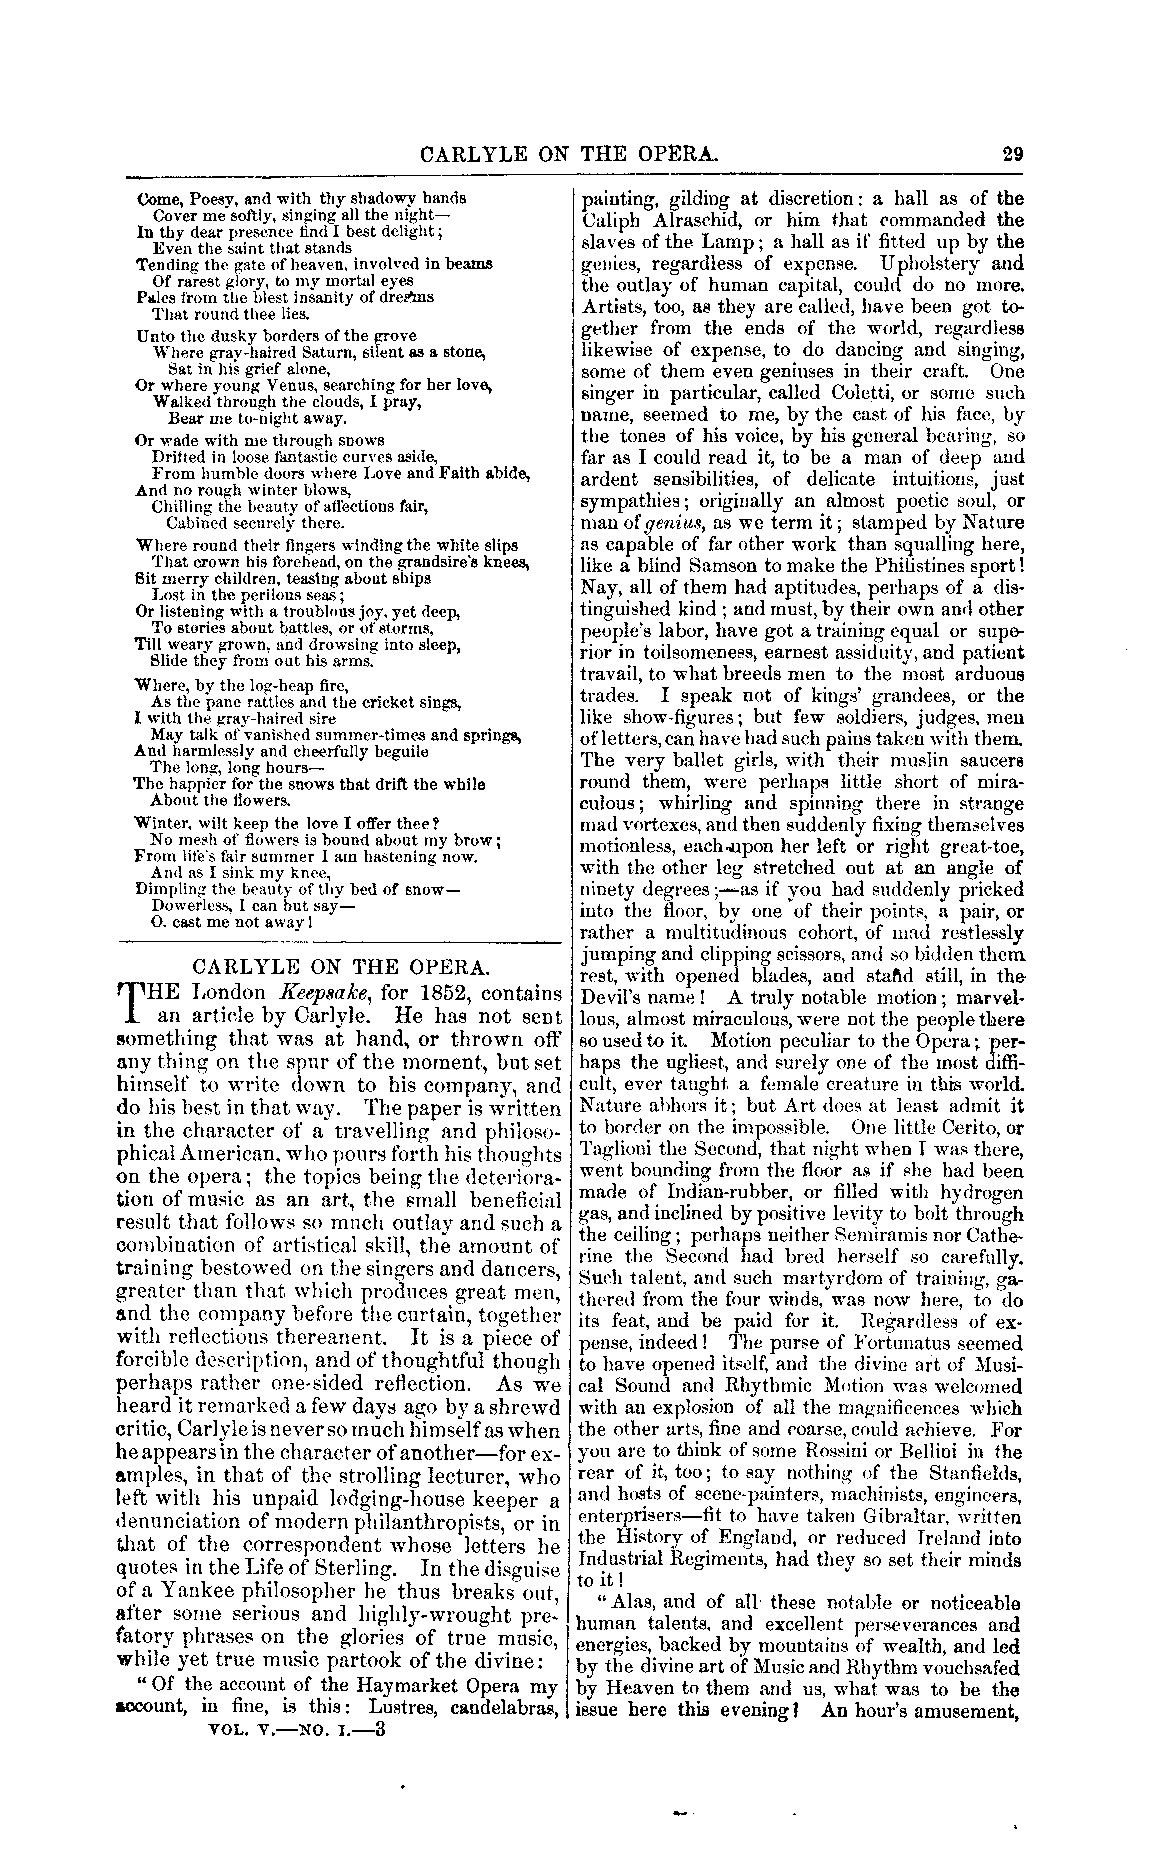 CARLYLE ON THE OPERA. 29
Come, Poesy, and with thy shadowy hands
Cover me softly, singing all the night—
In thy dear presence find I best delight;
Even the saint that stands
Tending the gate of heaven, involved in beams
Of rarest glory, to my mortal eyes
Pales from the blest insanity of dreams
That round thee lies.
Unto the dusky borders of the grove
Where gray-haired Saturn, silent as a stone,
Sat in his grief alone,
Or where young Venus, searching for her love,
Walked through the clouds, I pray,
Bear me to-night away.
Or wade with me through snows
Drifted in loose fantastic curves aside,
From humble doors where Love and Faith abide,
And no rough winter blows,
Chilling the beauty of affections fair,
Cabined securely there.
Where round their fingers winding the white slips
That crown his forehead, on the grandsire's knees,
Sit merry children, teasing about ships
Lost in the perilous seas;
Or listening with a troublous joy, yet deep,
To stories about battles, or of storms,
Till weary grown, and drowsing into sleep,
Slide they from out his arms.
Where, by the log-heap fire,
As the pane rattles and the cricket sings,
I with the gray-haired sire
May talk of vanished summer-times and springs,
And harmlessly and cheerfully beguile
The long, long hours—
The happier for the snows that drift the while
About the flowers.
Winter, wilt keep the love I offer thee?
No mesh of flowers is bound about my brow;
From life's fair summer I am hastening now.
And as I sink my knee,
Dimpling the beauty of thy bed of snow—
Dowerless, I can but say—
O, cast me not away!
CARLYLE ON THE OPERA.
THE London Keepsake, for 1852, contains
an article by Carlyle. He has not sent
something that was at hand, or thrown off
any thing on the spur of the moment, but set
himself to write down to his company, and
do his best in that way. The paper is written
in the character of a travelling and philoso-
phical American, who pours forth his thoughts
on the opera; the topics being the deteriora-
tion of music as an art, the small beneficial
result that follows so much outlay and such a
combination of artistical skill, the amount of
training bestowed on the singers and dancers,
greater than that which produces great men,
and the company before the curtain, together
with reflections thereanent. It is a piece of
forcible description, and of thoughtful though
perhaps rather one-sided reflection. As we
heard it remarked a few days ago by a shrewd
critic, Carlyle is never so much himself as when
he appears in the character of another—for ex-
amples, in that of the strolling lecturer, who
left with his unpaid lodging-house keeper a
denunciation of modern philanthropists, or in
that of the correspondent whose letters he
quotes in the Life of Sterling. In the disguise
of a Yankee philosopher he thus breaks out,
after some serious and highly-wrought pre-
fatory phrases on the glories of true music,
while yet true music partook of the divine:
"Of the account of the Haymarket Opera my
account, in fine, is this: Lustres, candelabras,
VOL. V.—NO. I.—3
painting, gilding at discretion: a hall as of the
Caliph Alraschid, or him that commanded the
slaves of the Lamp; a hall as if fitted up by the
genies, regardless of expense. Upholstery and
the outlay of human capital, could do no more.
Artists, too, as they are called, have been got to-
gether from the ends of the world, regardless
likewise of expense, to do dancing and singing,
some of them even geniuses in their craft. One
singer in particular, called Coletti, or some such
name, seemed to me, by the cast of his face, by
the tones of his voice, by his general bearing, so
far as I could read it, to be a man of deep and
ardent sensibilities, of delicate intuitions, just
sympathies; originally an almost poetic soul, or
man of genius, as we term it; stamped by Nature
as capable of far other work than squalling here,
like a blind Samson to make the Philistines sport!
Nay, all of them had aptitudes, perhaps of a dis-
tinguished kind; and must, by their own and other
people's labor, have got a training equal or supe-
rior in toilsomeness, earnest assiduity, and patient
travail, to what breeds men to the most arduous
trades. I speak not of kings' grandees, or the
like show-figures; but few soldiers, judges, men
of letters, can have had such pains taken with them.
The very ballet girls, with their muslin saucers
round them, were perhaps little short of mira-
culous; whirling and spinning there in strange
mad vortexes, and then suddenly fixing themselves
motionless, each upon her left or right great-toe,
with the other leg stretched out at an angle of
ninety degrees;—as if you had suddenly pricked
into the floor, by one of their points, a pair, or
rather a multitudinous cohort, of mad restlessly
jumping and clipping scissors, and so bidden them
rest, with opened blades, and stand still, in the
Devil's name! A truly notable motion; marvel-
lous, almost miraculous, were not the people there
so used to it. Motion peculiar to the Opera; per-
haps the ugliest, and surely one of the most diffi-
cult, ever taught a female creature in this world.
Nature abhors it; but Art does at least admit it
to border on the impossible. One little Cerito, or
Taglioni the Second, that night when I was there,
went bounding from the floor as if she had been
made of Indian-rubber, or filled with hydrogen
gas, and inclined by positive levity to bolt through
the ceiling; perhaps neither Semiramis nor Cathe-
rine the Second had bred herself so carefully.
Such talent, and such martyrdom of training, ga-
thered from the four winds, was now here, to do
its feat, and be paid for it. Regardless of ex-
pense, indeed! The purse of Fortunatus seemed
to have opened itself, and the divine art of Musi-
cal Sound and Rhythmic Motion was welcomed
with an explosion of all the magnificences which
the other arts, fine and coarse, could achieve. For
you are to think of some Rossini or Bellini in the
rear of it, too; to say nothing of the Stanfields,
and hosts of scene-painters, machinists, engineers,
enterprisers—fit to have taken Gibraltar, written
the History of England, or reduced Ireland into
Industrial Regiments, had they so set their minds
to it!
"Alas, and of all these notable or noticeable
human talents, and excellent perseverances and
energies, backed by mountains of wealth, and led
by the divine art of Music and Rhythm vouchsafed
by Heaven to them and us, what was to be the
issue here this evening? An hour's amusement,